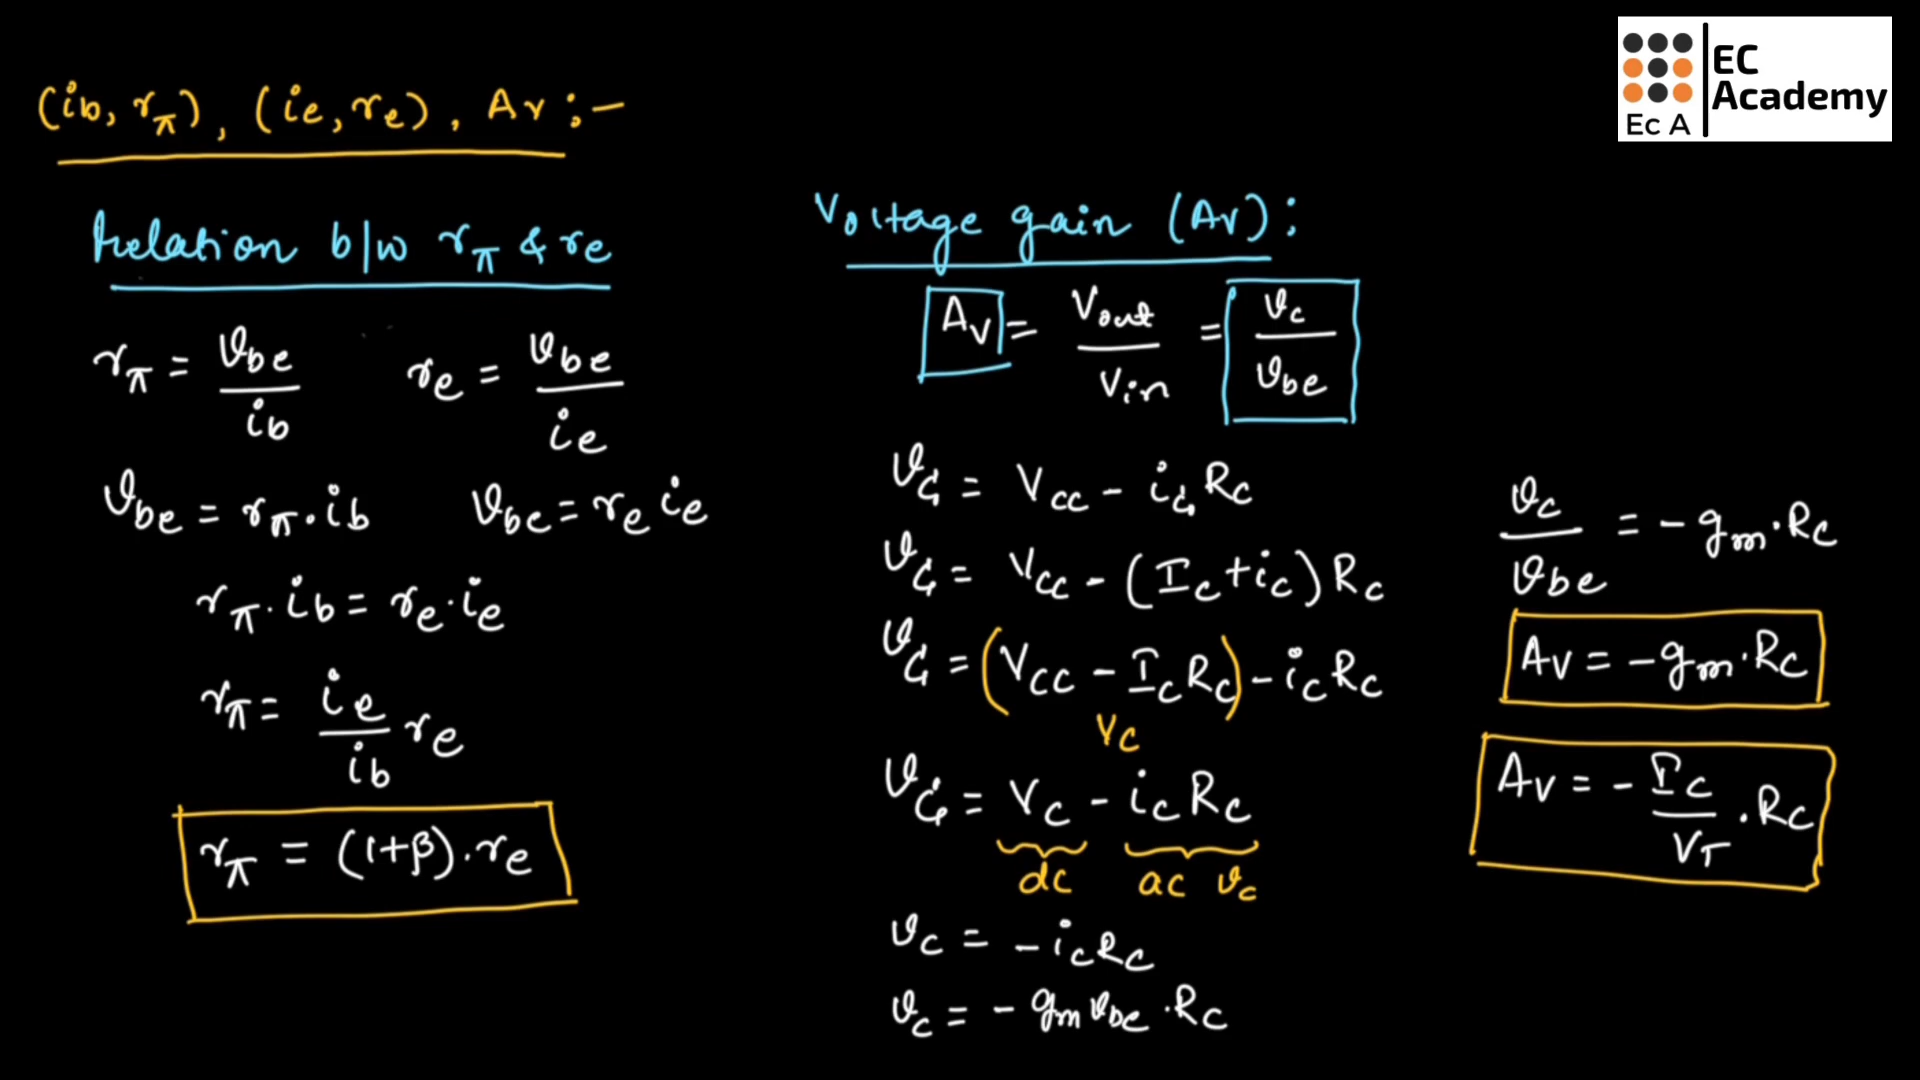 EC
Academy
Ec A
(ib, rπ), (ie, re), Av :-
Relation b/w rπ & re
rπ = vbe / ib    re = vbe / ie
vbe = rπ . ib    vbe = re ie
rπ . ib = re . ie
rπ = ie / ib re
rπ = (1+β) . re
Voltage gain (Av) :
Av = Vout / Vin = vc / vbe
vC = VCC - iC RC
vC = VCC - (IC + ic) RC
vC = (VCC - IC RC) - ic RC
VC
vC = VC - ic RC
dc    ac vc
vc = - ic RC
vc = - gm vbe . RC
vc / vbe = - gm . RC
Av = - gm . RC
Av = - IC / VT . RC